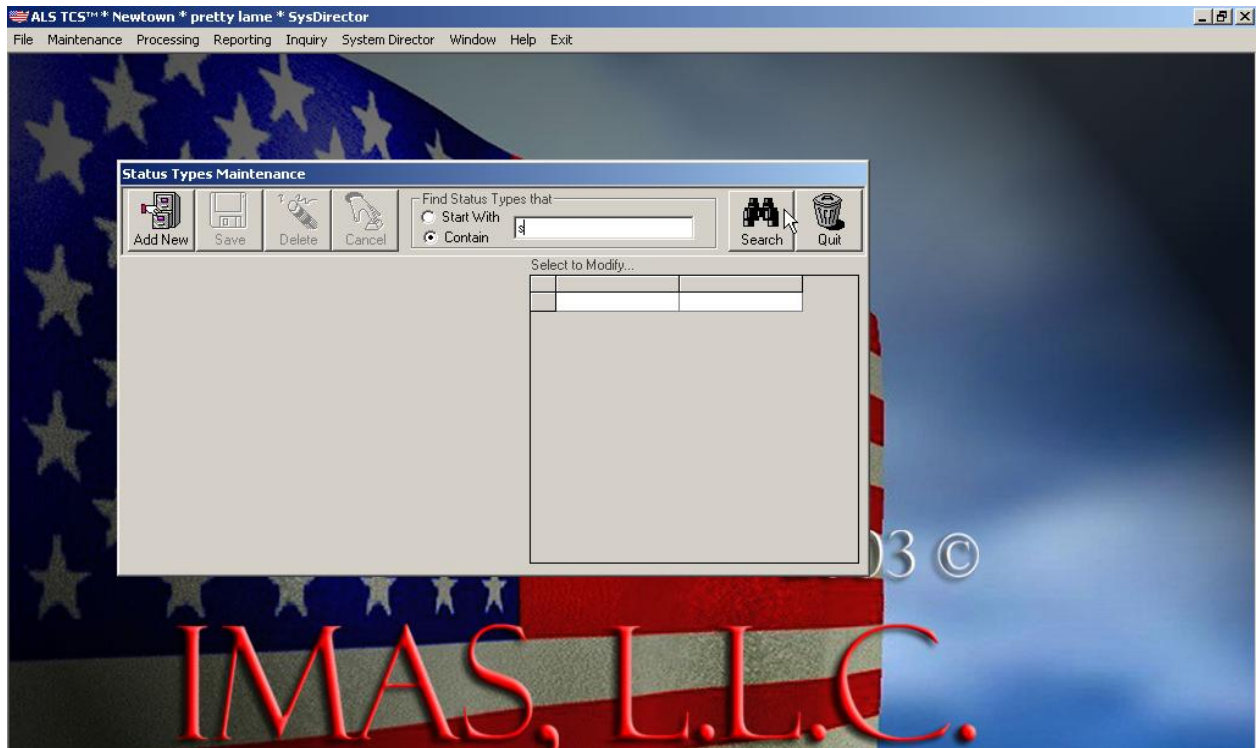 ALS TCS™ * Newtown * pretty lame * SysDirector
File Maintenance Processing Reporting Inquiry System Director Window Help Exit
Status Types Maintenance
Find Status Types that
Start With
Contain
s
Add New Save Delete Cancel Search Quit
Select to Modify...
03 ©
IMAS, L.L.C.